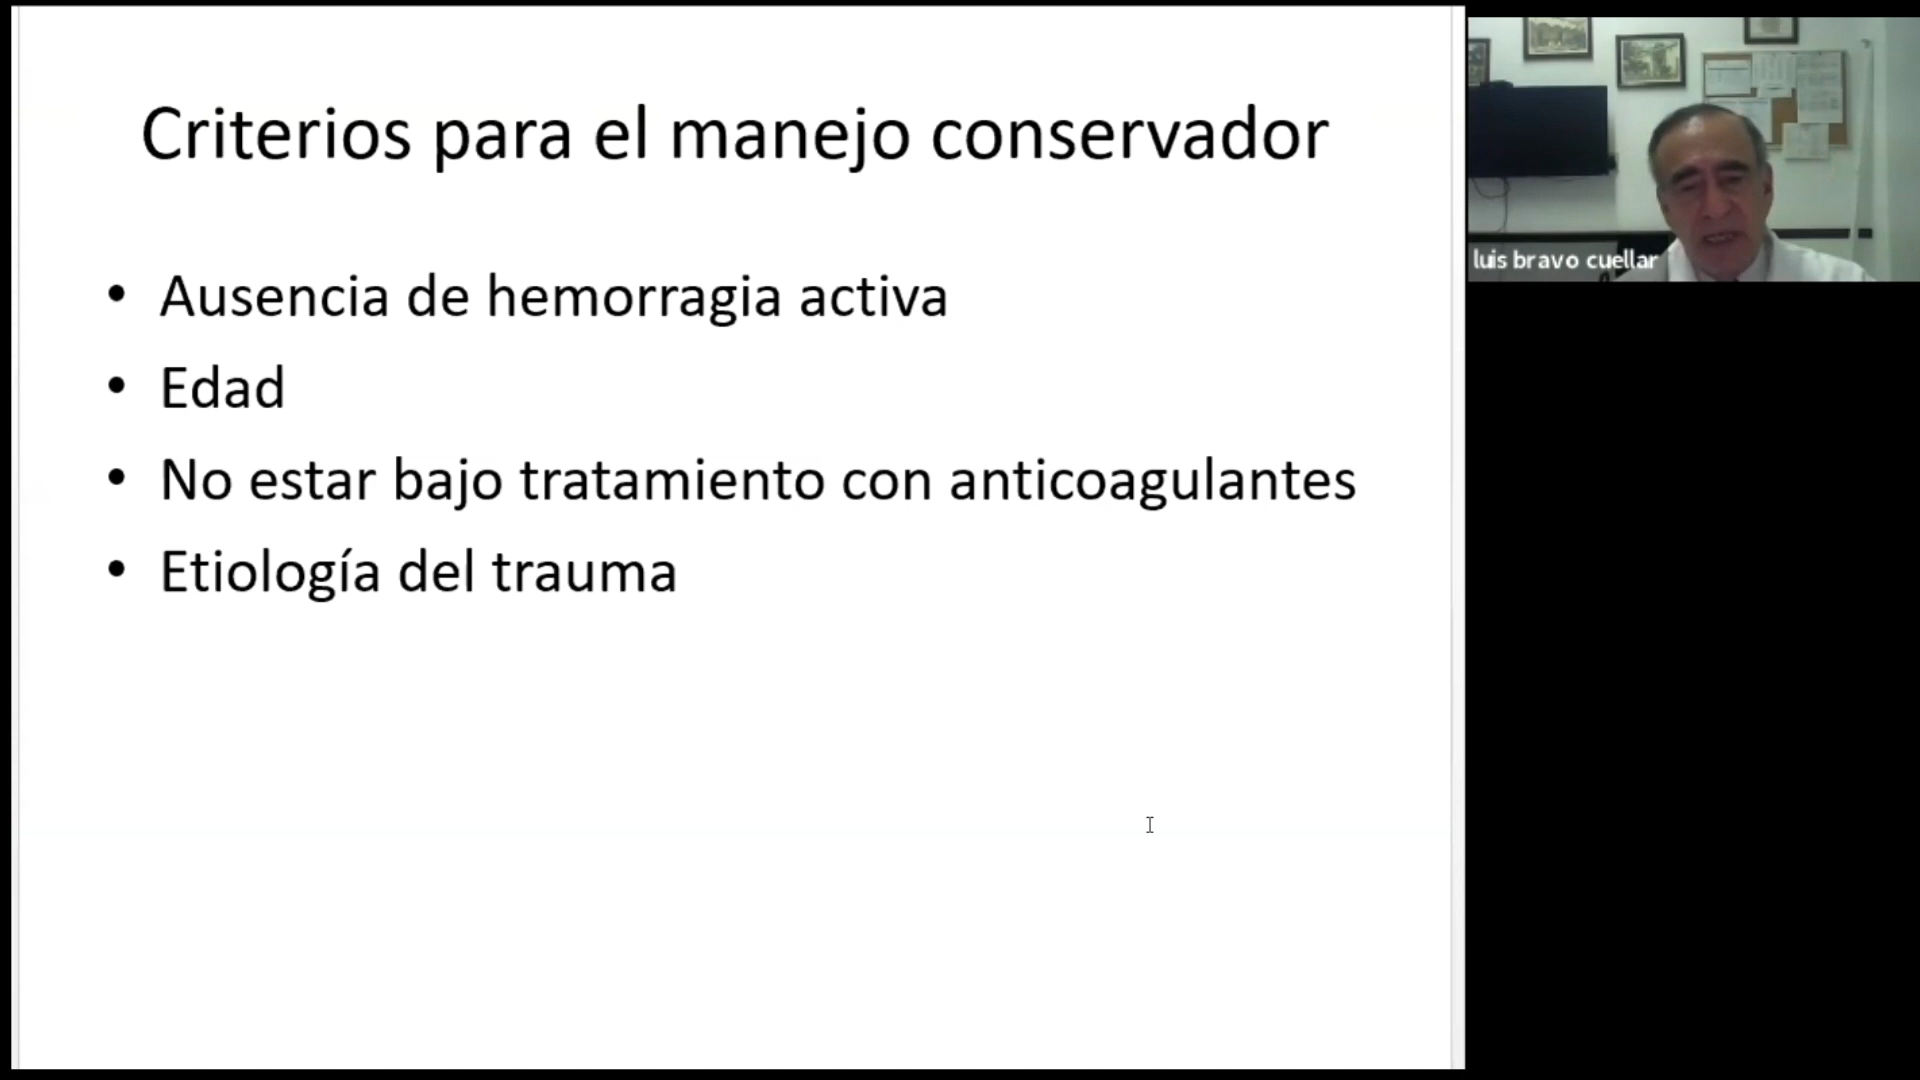 Criterios para el manejo conservador
• Ausencia de hemorragia activa
• Edad
• No estar bajo tratamiento con anticoagulantes
• Etiología del trauma
luis bravo cuellar